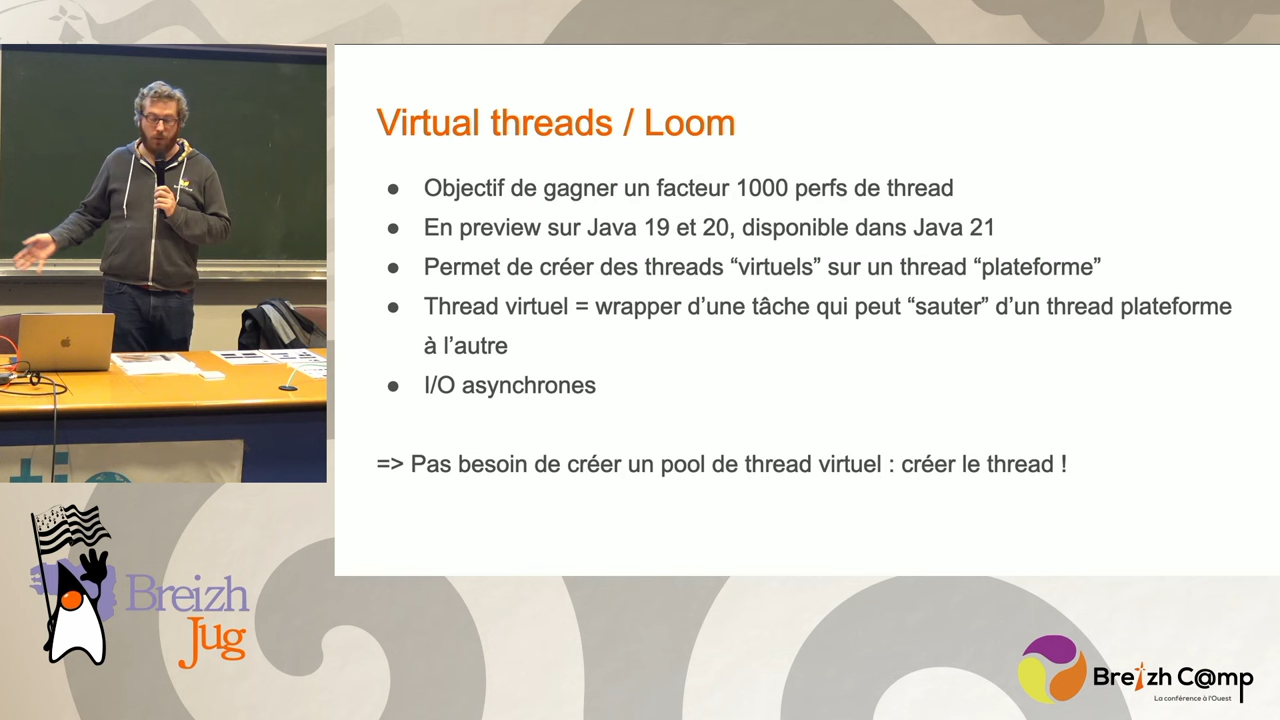 Virtual threads / Loom
● Objectif de gagner un facteur 1000 perfs de thread
● En preview sur Java 19 et 20, disponible dans Java 21
● Permet de créer des threads “virtuels” sur un thread “plateforme”
● Thread virtuel = wrapper d’une tâche qui peut “sauter” d’un thread plateforme
à l’autre
● I/O asynchrones
=> Pas besoin de créer un pool de thread virtuel : créer le thread !
Breizh
Jug
Breizh C@mp
La conférence à l'Ouest